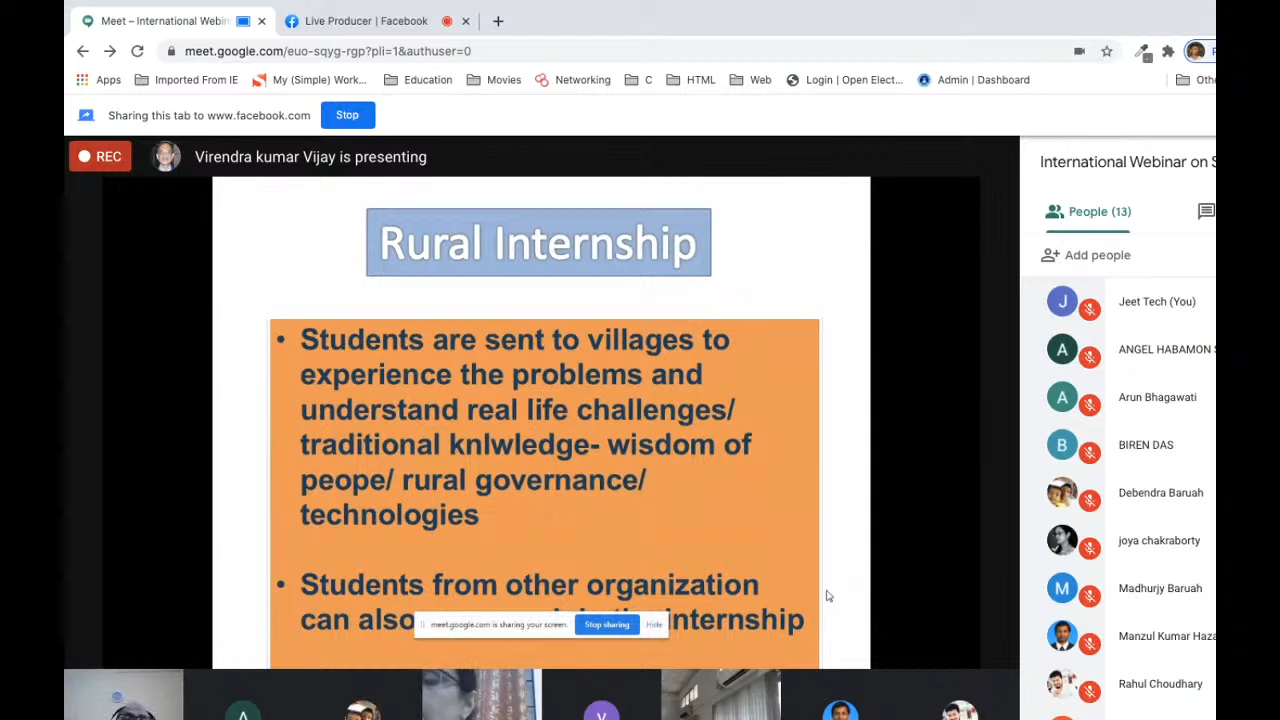 Meet – International Webin
Live Producer | Facebook
meet.google.com/euo-sqyg-rgp?pli=1&authuser=0
Apps
Imported From IE
My (Simple) Work...
Education
Movies
Networking
C
HTML
Web
Login | Open Elect...
Admin | Dashboard
Sharing this tab to www.facebook.com
Stop
REC
Virendra kumar Vijay is presenting
International Webinar on
People (13)
Add people
Rural Internship
• Students are sent to villages to
experience the problems and
understand real life challenges/
traditional knlwledge- wisdom of
peope/ rural governance/
technologies
• Students from other organization
can also
internship
meet.google.com is sharing your screen.
Stop sharing
Hide
J
Jeet Tech (You)
A
ANGEL HABAMON
A
Arun Bhagawati
B
BIREN DAS
Debendra Baruah
joya chakraborty
M
Madhurjy Baruah
Manzul Kumar Haza
Rahul Choudhary